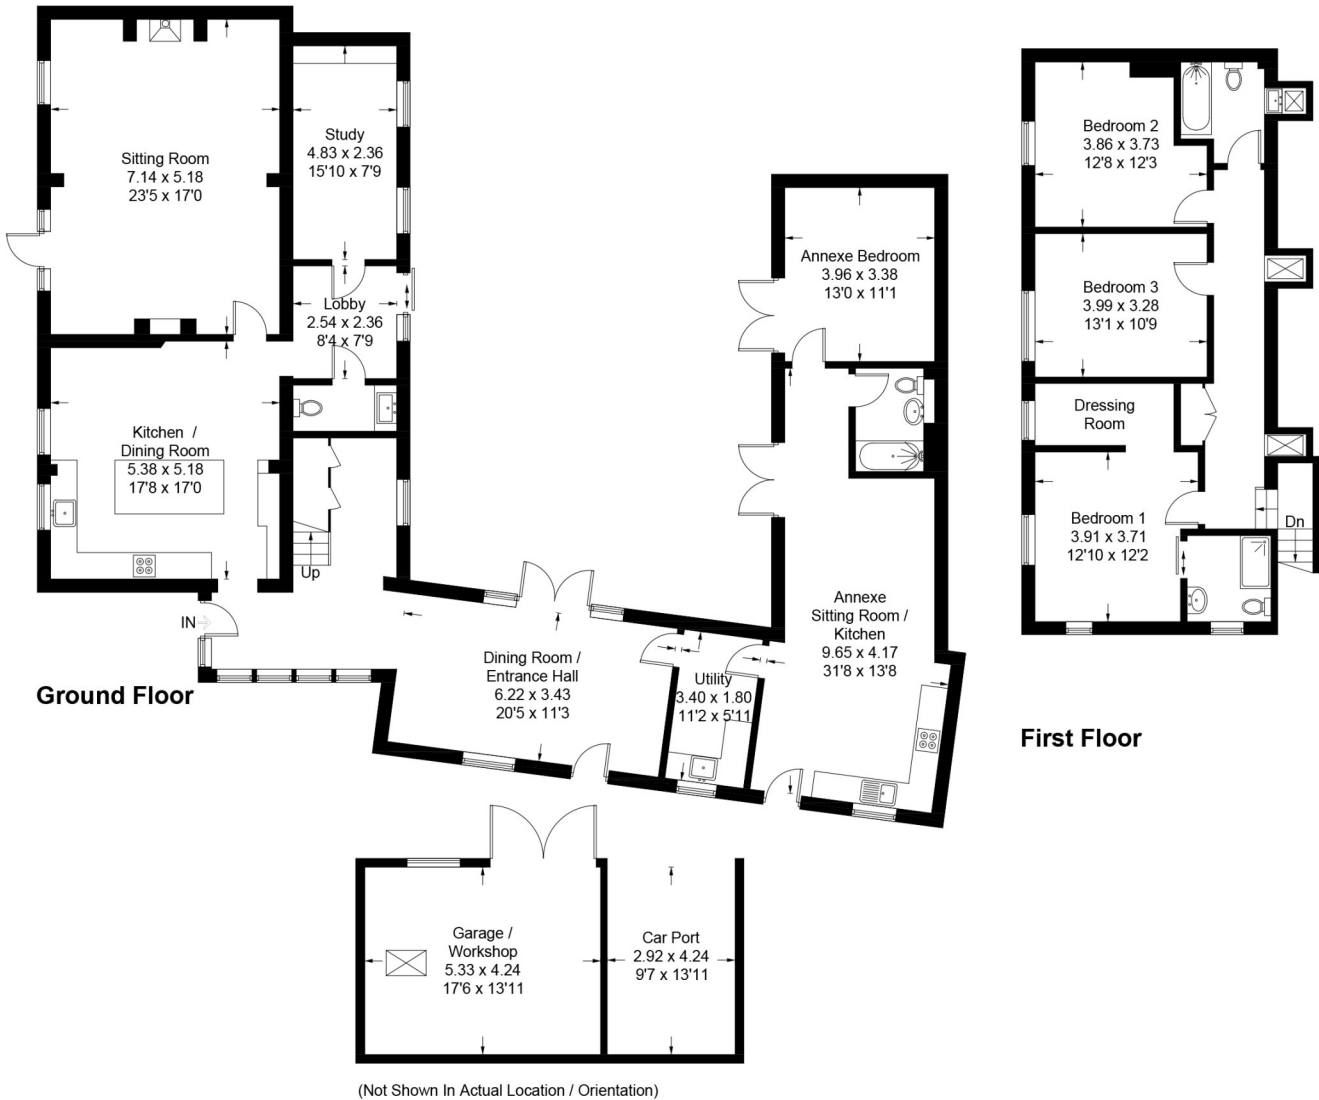 Sitting Room
7.14 x 5.18
23'5 x 17'0
Study
4.83 x 2.36
15'10 x 7'9
Lobby
2.54 x 2.36
8'4 x 7'9
Kitchen /
Dining Room
5.38 x 5.18
17'8 x 17'0
Up
IN
Ground Floor
Dining Room /
Entrance Hall
6.22 x 3.43
20'5 x 11'3
Utility
3.40 x 1.80
11'2 x 5'11
Annexe Bedroom
3.96 x 3.38
13'0 x 11'1
Annexe
Sitting Room /
Kitchen
9.65 x 4.17
31'8 x 13'8
Bedroom 2
3.86 x 3.73
12'8 x 12'3
Bedroom 3
3.99 x 3.28
13'1 x 10'9
Dressing
Room
Bedroom 1
3.91 x 3.71
12'10 x 12'2
Dn
First Floor
Garage /
Workshop
5.33 x 4.24
17'6 x 13'11
Car Port
2.92 x 4.24
9'7 x 13'11
(Not Shown In Actual Location / Orientation)